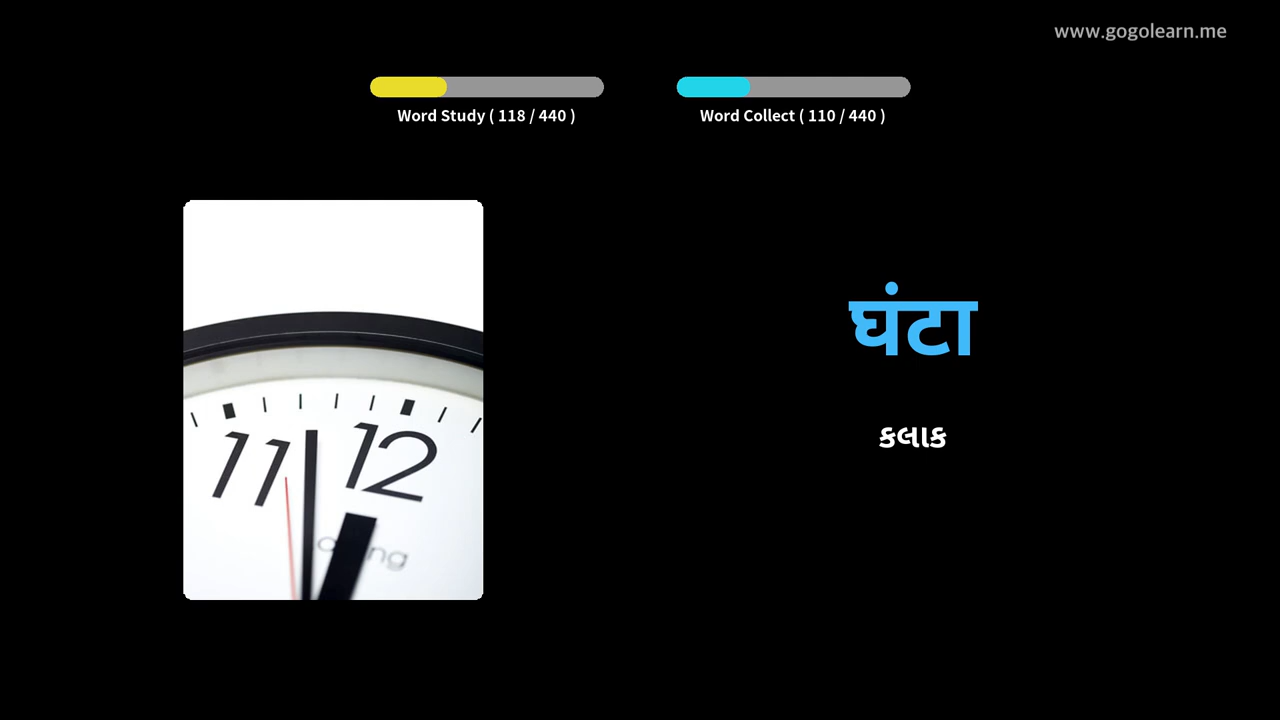 www.gogolearn.me
Word Study ( 118 / 440 )
Word Collect ( 110 / 440 )
घंटा
કલાક
11
12